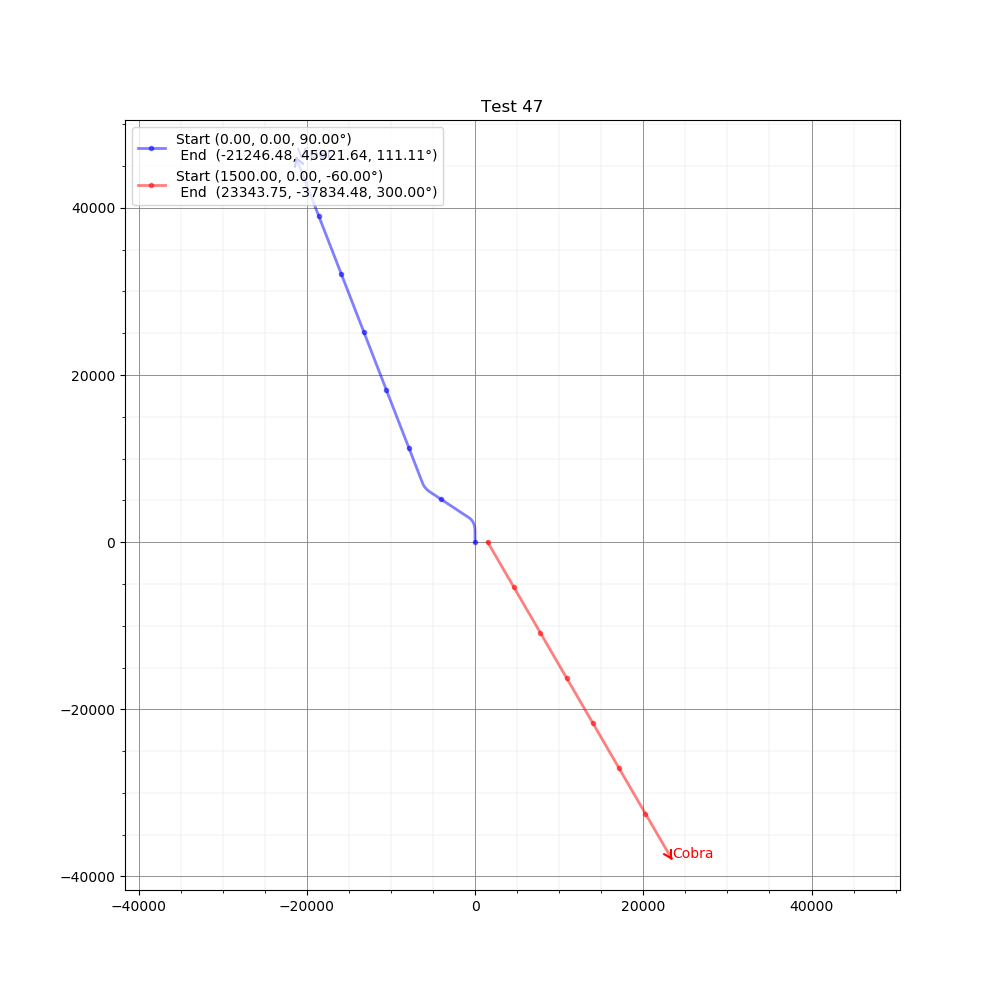 Test 47
Start (0.00, 0.00, 90.00°)
End (-21246.48, 45921.64, 111.11°)
Start (1500.00, 0.00, -60.00°)
End (23343.75, -37834.48, 300.00°)
40000
20000
0
−20000
−40000
Cobra
−40000
−20000
0
20000
40000